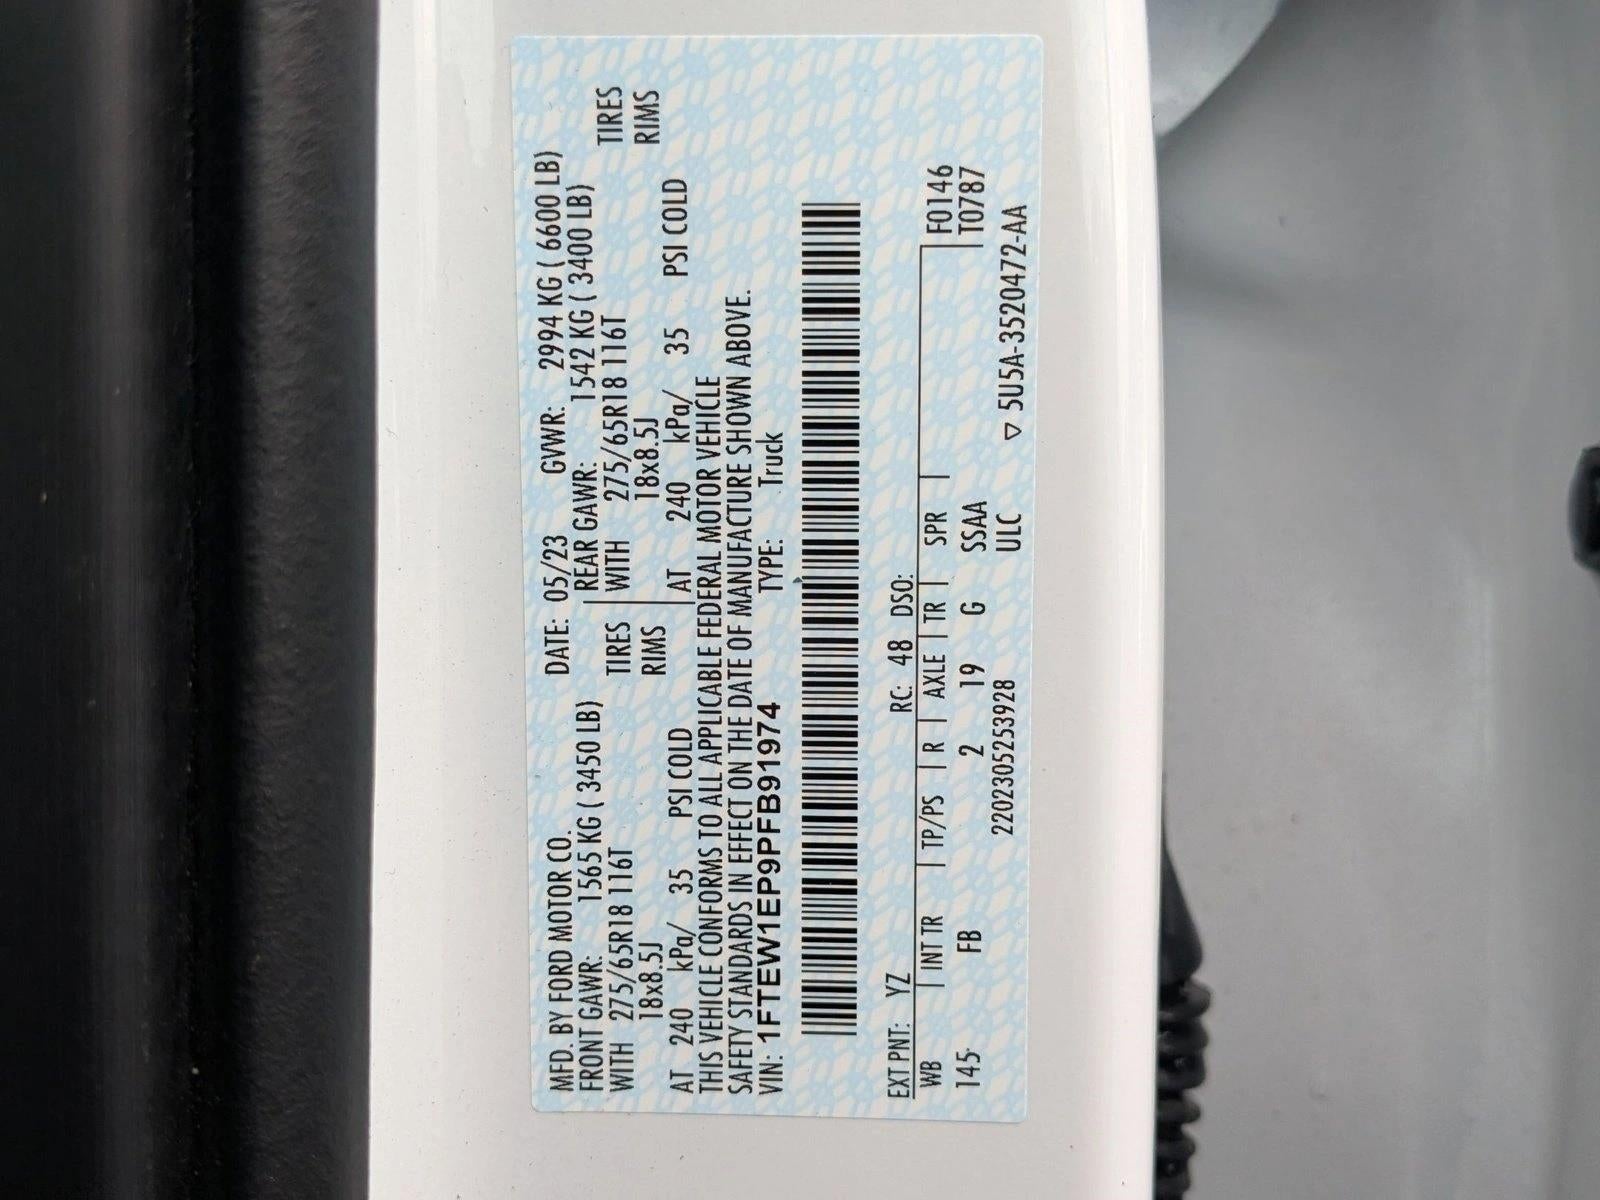 MFD. BY FORD MOTOR CO. DATE: 05/23 GVWR: 2994 KG ( 6600 LB)
FRONT GAWR: 1565 KG ( 3450 LB) REAR GAWR: 1542 KG ( 3400 LB)
WITH 275/65R18 116T TIRES WITH 275/65R18 116T TIRES
18x8.5J RIMS 18x8.5J RIMS
AT 240 kPa/ 35 PSI COLD AT 240 kPa/ 35 PSI COLD
THIS VEHICLE CONFORMS TO ALL APPLICABLE FEDERAL MOTOR VEHICLE
SAFETY STANDARDS IN EFFECT ON THE DATE OF MANUFACTURE SHOWN ABOVE.
VIN: 1FTEW1EP9PFB91974 TYPE: Truck
EXT PNT: YZ RC: 48 DSO:
WB | INT TR | TP/PS | R | AXLE | TR | SPR | F0146
145 FB 2 19 G SSAA T0787
2202305253928 ULC ▽ 5U5A-3520472-AA